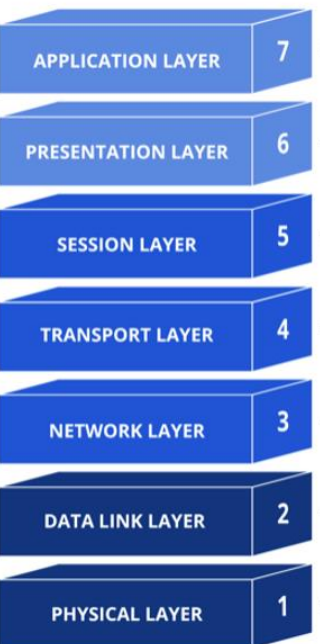 APPLICATION LAYER 7
PRESENTATION LAYER 6
SESSION LAYER 5
TRANSPORT LAYER 4
NETWORK LAYER 3
DATA LINK LAYER 2
PHYSICAL LAYER 1